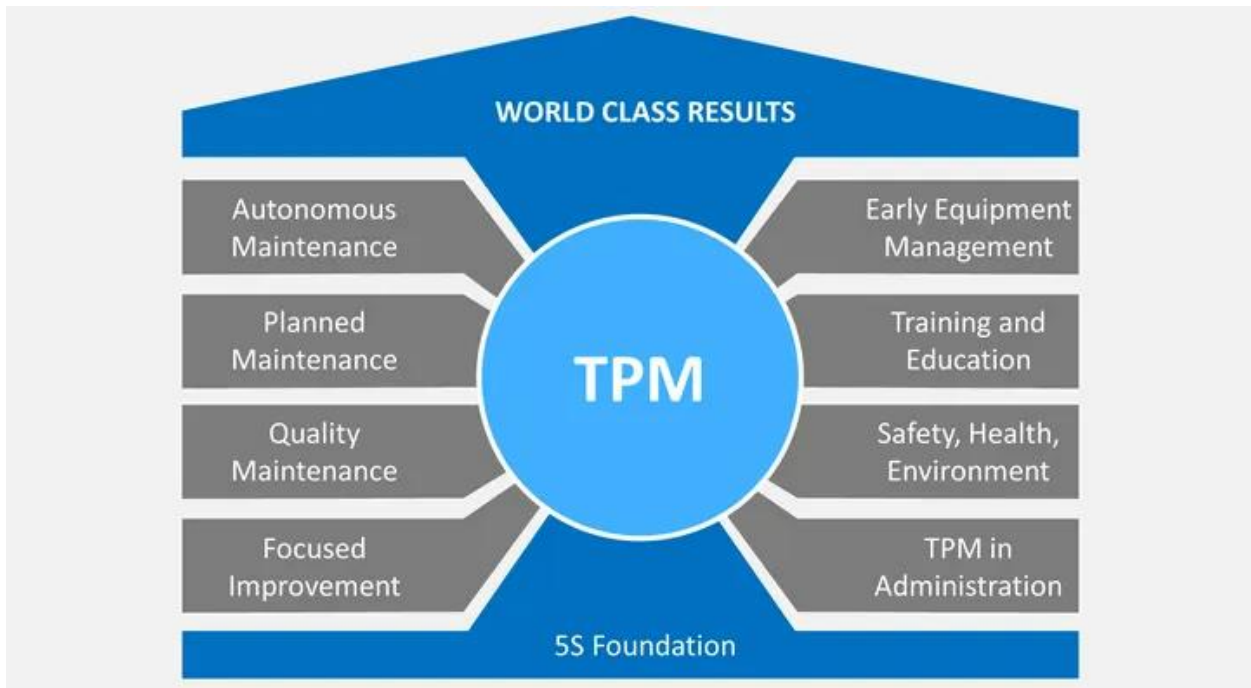 WORLD CLASS RESULTS
Autonomous
Maintenance
Planned
Maintenance
Quality
Maintenance
Focused
Improvement
TPM
Early Equipment
Management
Training and
Education
Safety, Health,
Environment
TPM in
Administration
5S Foundation